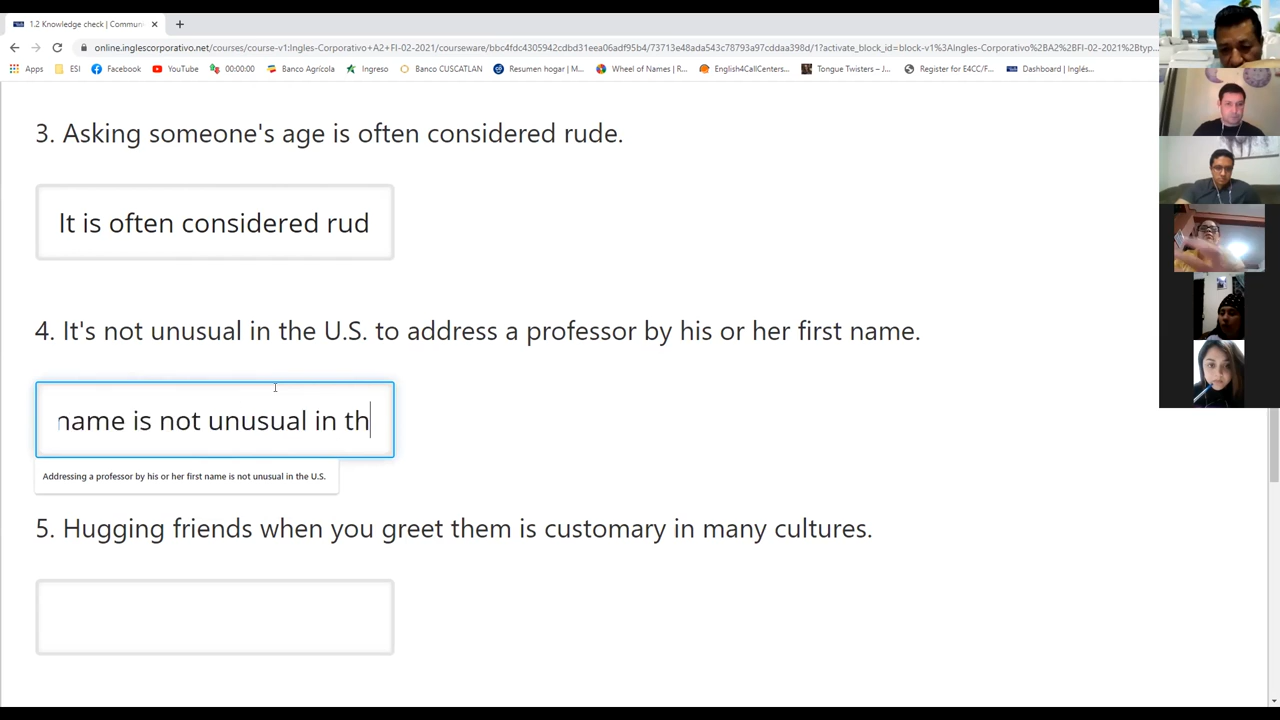 1.2 Knowledge check | Commun
online.inglescorporativo.net/courses/course-v1:Ingles-Corporativo+A2+FI-02-2021/courseware/bbf4fdc4305942cdbd31eea06adf95b4/73713e48ada543c78793a97cddaa398d/1?activate_block_id=block-v1%3AIngles-Corporativo%2BA2%2BFI-02-2021%2Btyp...
Apps ESI Facebook YouTube 00:00:00 Banco Agrícola Ingreso Banco CUSCATLAN Resumen hogar | M... Wheel of Names | R... English4CallCenters... Tongue Twisters – J... Register for E4CC/F... Dashboard | Inglés...
3. Asking someone's age is often considered rude.
It is often considered rud
4. It's not unusual in the U.S. to address a professor by his or her first name.
name is not unusual in th
Addressing a professor by his or her first name is not unusual in the U.S.
5. Hugging friends when you greet them is customary in many cultures.